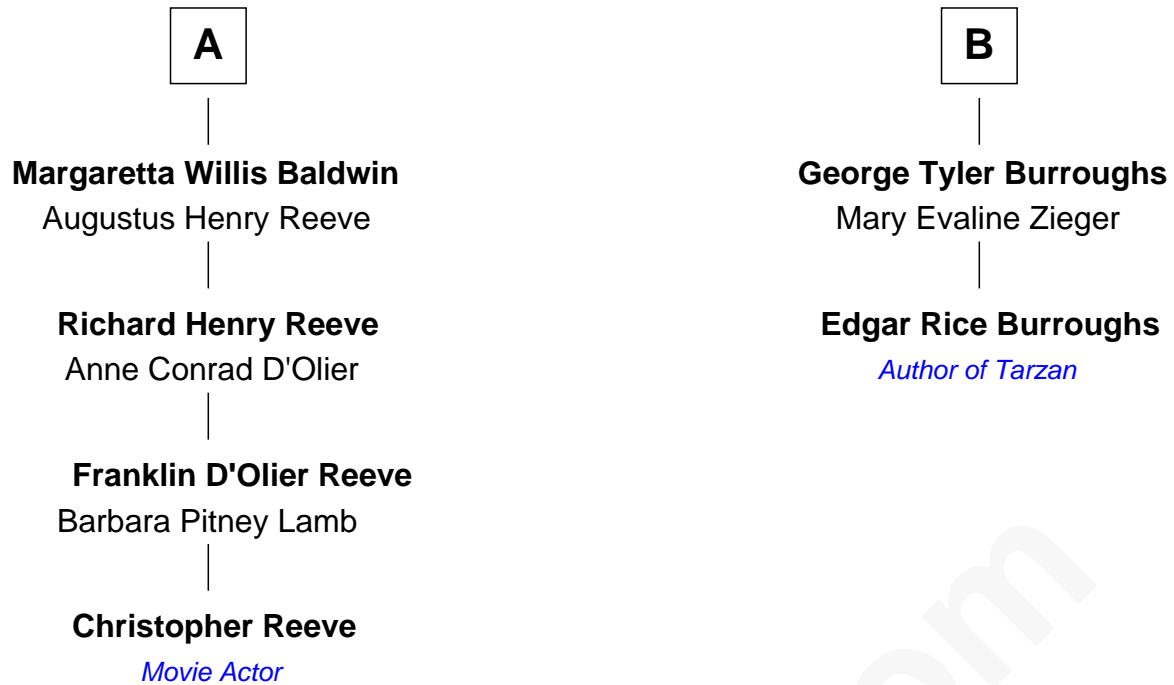 A
Margaretta Willis Baldwin
Augustus Henry Reeve
Richard Henry Reeve
Anne Conrad D'Olier
Franklin D'Olier Reeve
Barbara Pitney Lamb
Christopher Reeve
Movie Actor
B
George Tyler Burroughs
Mary Evaline Zieger
Edgar Rice Burroughs
Author of Tarzan
om